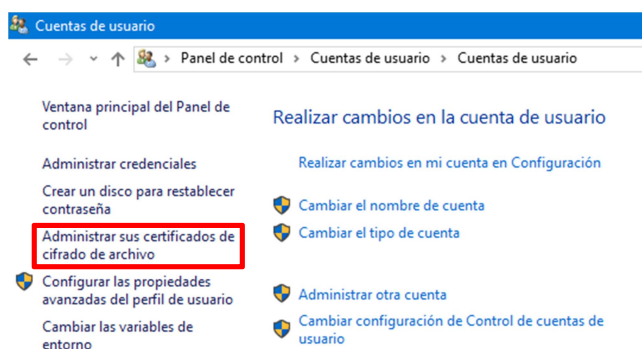 Cuentas de usuario
Panel de control > Cuentas de usuario > Cuentas de usuario
Ventana principal del Panel de
control
Administrar credenciales
Crear un disco para restablecer
contraseña
Administrar sus certificados de
cifrado de archivo
Configurar las propiedades
avanzadas del perfil de usuario
Cambiar las variables de
entorno
Realizar cambios en la cuenta de usuario
Realizar cambios en mi cuenta en Configuración
Cambiar el nombre de cuenta
Cambiar el tipo de cuenta
Administrar otra cuenta
Cambiar configuración de Control de cuentas de
usuario